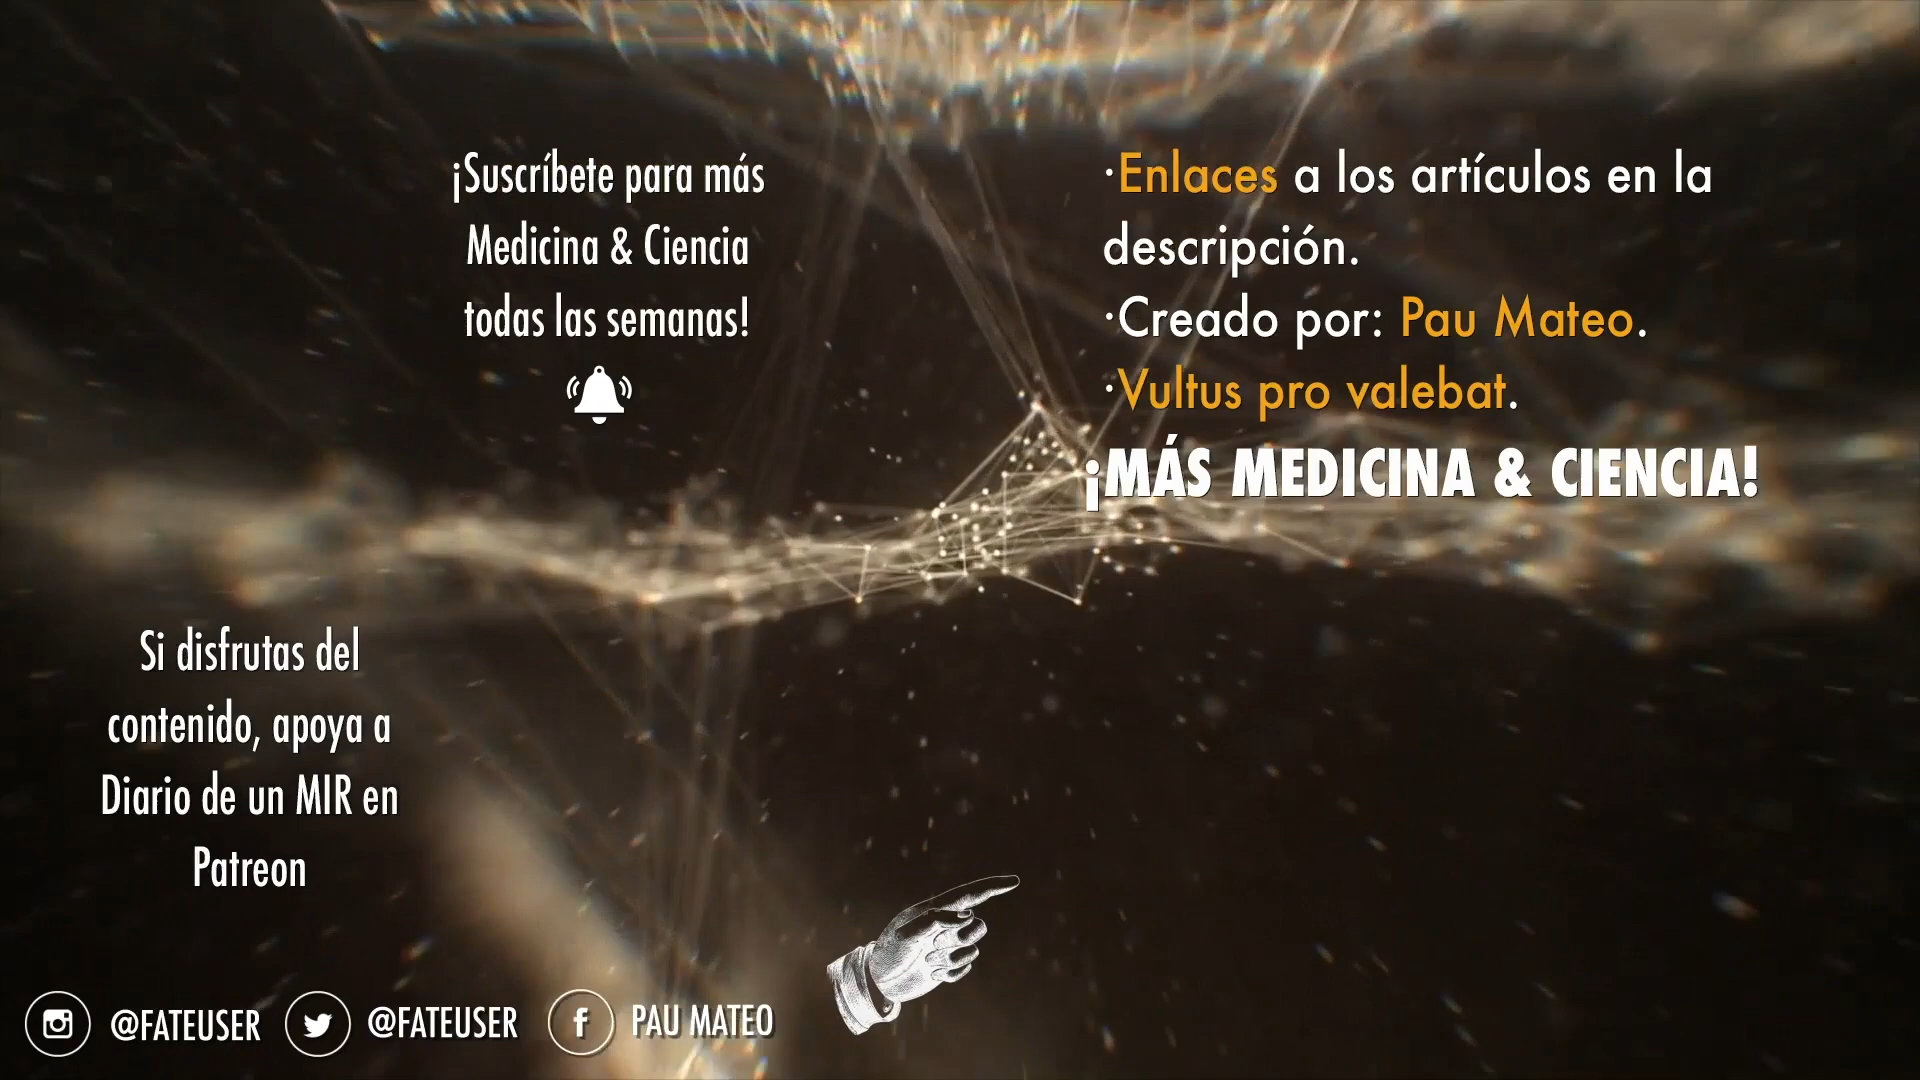 ¡Suscríbete para más
Medicina & Ciencia
todas las semanas!
·Enlaces a los artículos en la
descripción.
·Creado por: Pau Mateo.
·Vultus pro valebat.
¡MÁS MEDICINA & CIENCIA!
Si disfrutas del
contenido, apoya a
Diario de un MIR en
Patreon
@FATEUSER
@FATEUSER
PAU MATEO